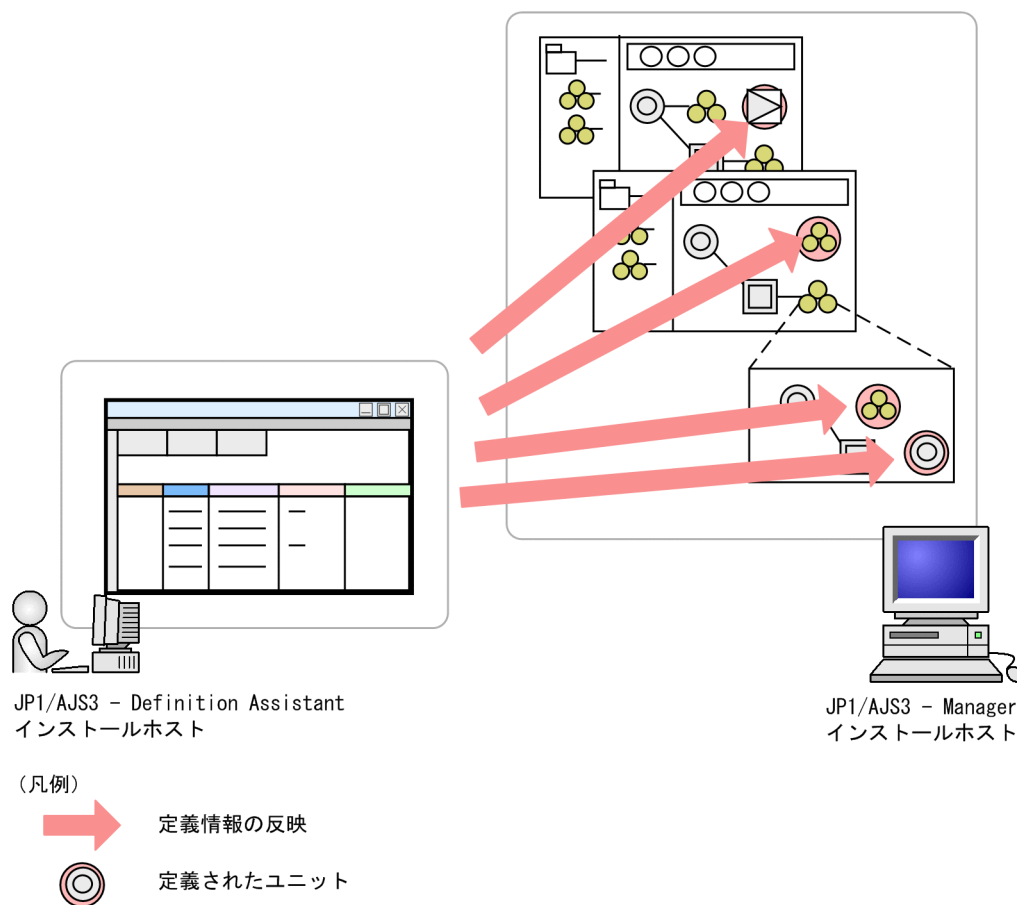 JP1/AJS3 - Definition Assistant
インストールホスト
JP1/AJS3 - Manager
インストールホスト
（凡例）
定義情報の反映
定義されたユニット